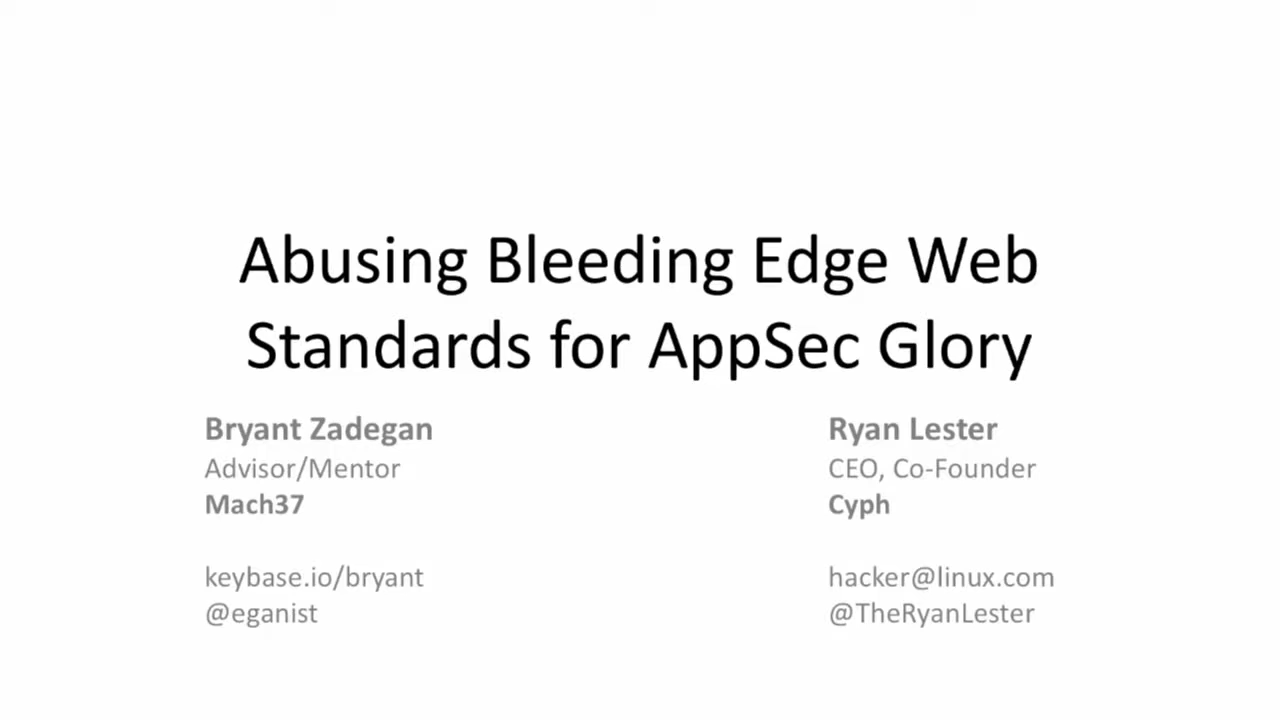 Abusing Bleeding Edge Web
Standards for AppSec Glory
Bryant Zadegan
Advisor/Mentor
Mach37
keybase.io/bryant
@eganist
Ryan Lester
CEO, Co-Founder
Cyph
hacker@linux.com
@TheRyanLester